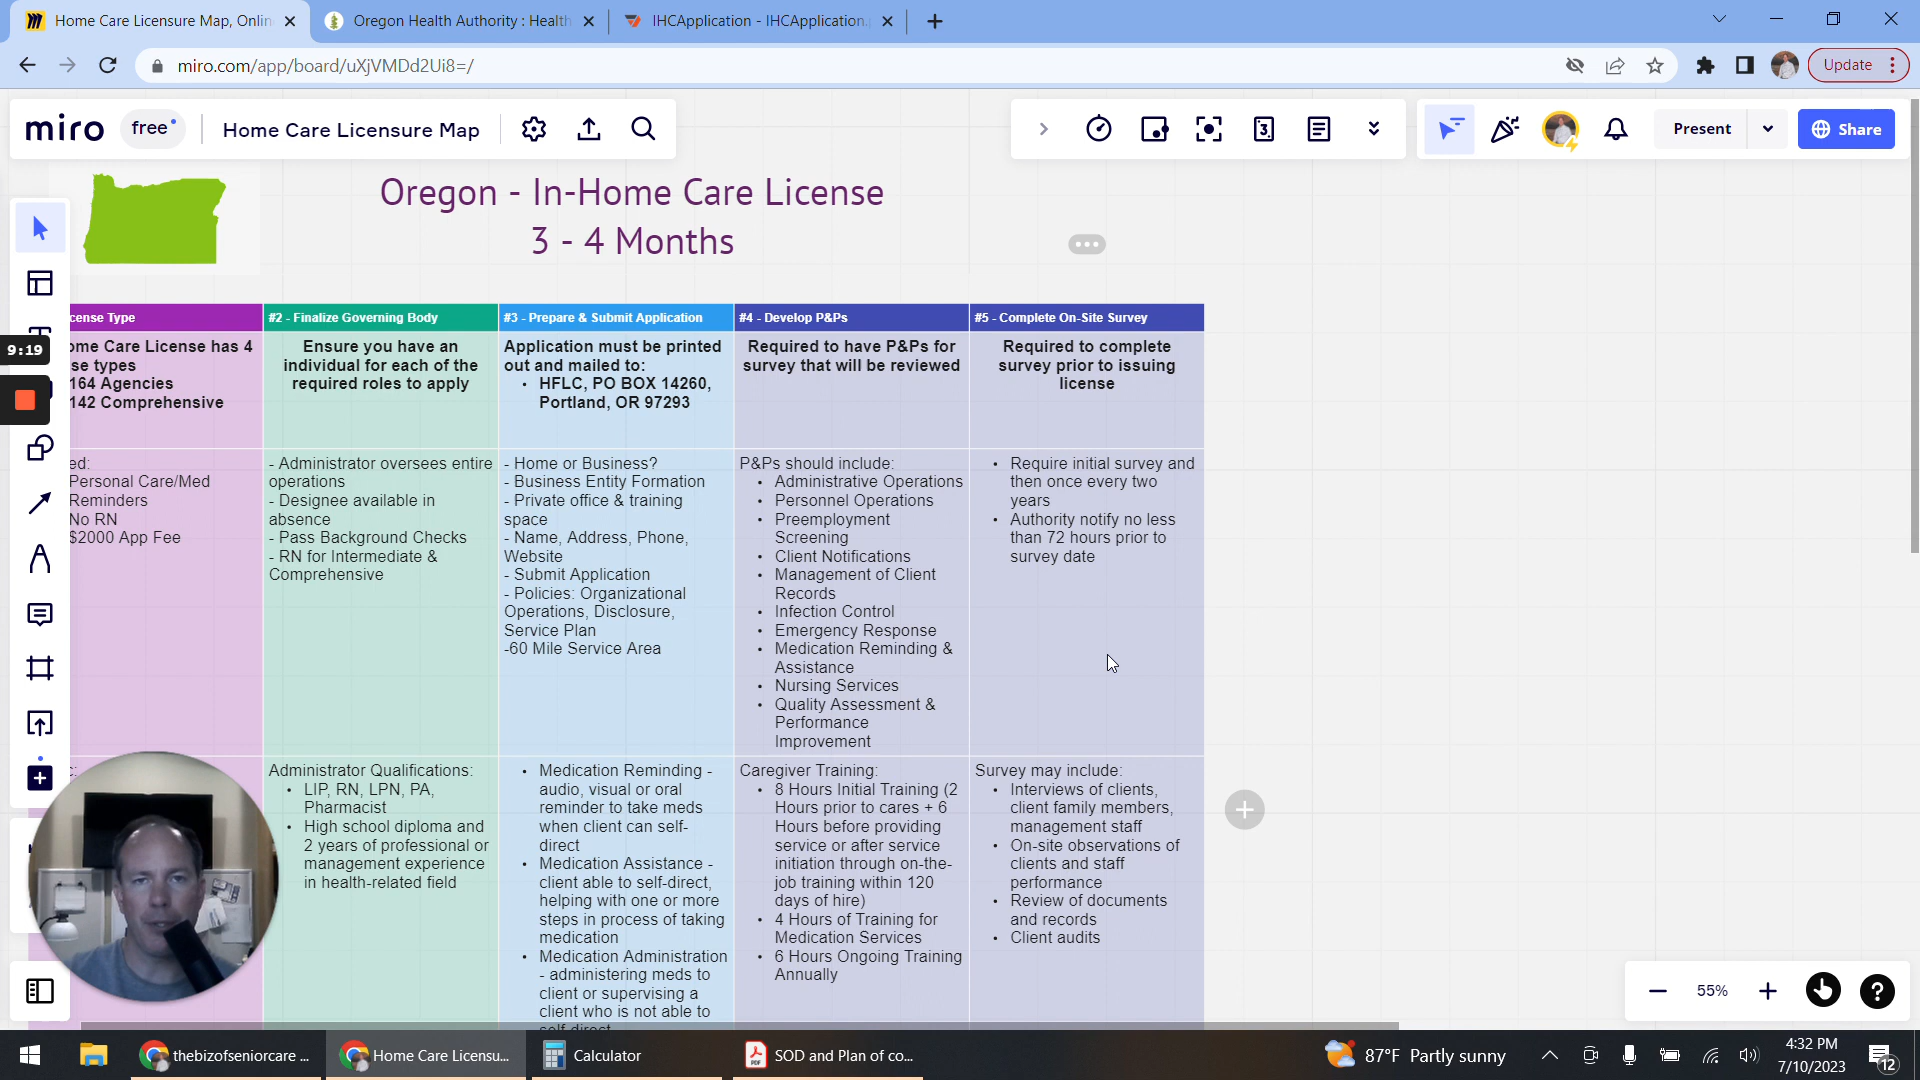 Home Care Licensure Map, Onlin
Oregon Health Authority : Health
IHCApplication - IHCApplication.p
miro.com/app/board/uXjVMDd2Ui8=/
Update
miro
free
Home Care Licensure Map
3
Present
Share
Oregon - In-Home Care License
3 - 4 Months
9:19
cense Type
ome Care License has 4
se types
164 Agencies
142 Comprehensive
ed:
Personal Care/Med
Reminders
No RN
$2000 App Fee
#2 - Finalize Governing Body
Ensure you have an
individual for each of the
required roles to apply
- Administrator oversees entire
operations
- Designee available in
absence
- Pass Background Checks
- RN for Intermediate &
Comprehensive
Administrator Qualifications:
• LIP, RN, LPN, PA,
Pharmacist
• High school diploma and
2 years of professional or
management experience
in health-related field
#3 - Prepare & Submit Application
Application must be printed
out and mailed to:
• HFLC, PO BOX 14260,
Portland, OR 97293
- Home or Business?
- Business Entity Formation
- Private office & training
space
- Name, Address, Phone,
Website
- Submit Application
- Policies: Organizational
Operations, Disclosure,
Service Plan
-60 Mile Service Area
• Medication Reminding -
audio, visual or oral
reminder to take meds
when client can self-
direct
• Medication Assistance -
client able to self-direct,
helping with one or more
steps in process of taking
medication
• Medication Administration
- administering meds to
client or supervising a
client who is not able to
self-direct
#4 - Develop P&Ps
Required to have P&Ps for
survey that will be reviewed
P&Ps should include:
• Administrative Operations
• Personnel Operations
• Preemployment
Screening
• Client Notifications
• Management of Client
Records
• Infection Control
• Emergency Response
• Medication Reminding &
Assistance
• Nursing Services
• Quality Assessment &
Performance
Improvement
Caregiver Training:
• 8 Hours Initial Training (2
Hours prior to cares + 6
Hours before providing
service or after service
initiation through on-the-
job training within 120
days of hire)
• 4 Hours of Training for
Medication Services
• 6 Hours Ongoing Training
Annually
#5 - Complete On-Site Survey
Required to complete
survey prior to issuing
license
• Require initial survey and
then once every two
years
• Authority notify no less
than 72 hours prior to
survey date
Survey may include:
• Interviews of clients,
client family members,
management staff
• On-site observations of
clients and staff
performance
• Review of documents
and records
• Client audits
55%
thebizofseniorcare ...
Home Care Licensu...
Calculator
SOD and Plan of co...
87°F Partly sunny
4:32 PM
7/10/2023
12